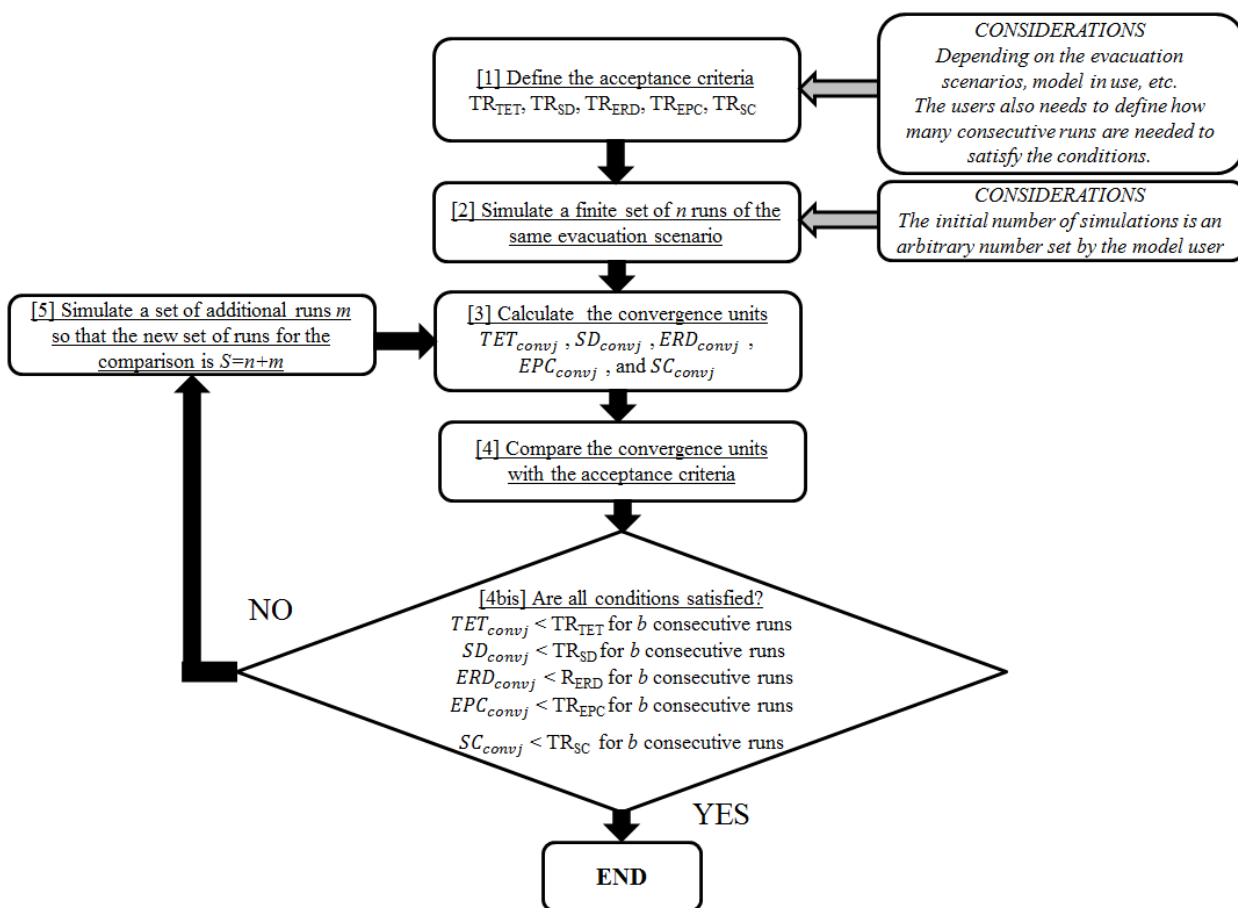 [1] Define the acceptance criteria
TR_TET, TR_SD, TR_ERD, TR_EPC, TR_SC
CONSIDERATIONS
Depending on the evacuation
scenarios, model in use, etc.
The users also needs to define how
many consecutive runs are needed to
satisfy the conditions.
[2] Simulate a finite set of n runs of the
same evacuation scenario
CONSIDERATIONS
The initial number of simulations is an
arbitrary number set by the model user
[5] Simulate a set of additional runs m
so that the new set of runs for the
comparison is S=n+m
[3] Calculate the convergence units
TET_convj , SD_convj , ERD_convj ,
EPC_convj , and SC_convj
[4] Compare the convergence units
with the acceptance criteria
[4bis] Are all conditions satisfied?
TET_convj < TR_TET for b consecutive runs
SD_convj < TR_SD for b consecutive runs
ERD_convj < R_ERD for b consecutive runs
EPC_convj < TR_EPC for b consecutive runs
SC_convj < TR_SC for b consecutive runs
NO
YES
END